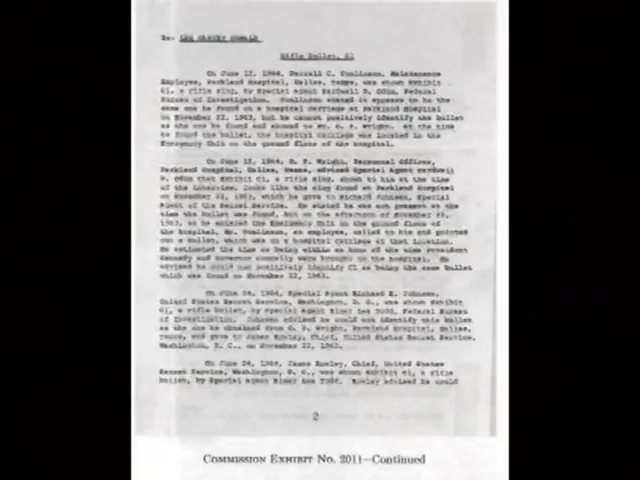 Re: LEE HARVEY OSWALD
Rifle Bullet, C1
On June 12, 1964, Darrell C. Tomlinson, Maintenance
Employee, Parkland Hospital, Dallas, Texas, was shown Exhibit
C1, a rifle slug, by Special Agent Bardwell D. Odum, Federal
Bureau of Investigation. Tomlinson stated it appears to be the
same one he found on a hospital carriage at Parkland Hospital
on November 22, 1963, but he cannot positively identify the bullet
as the one he found and showed to Mr. O. P. Wright. At the time
he found the bullet, the hospital carriage was located in the
Emergency Unit on the ground floor of the hospital.
On June 12, 1964, O. P. Wright, Personnel Officer,
Parkland Hospital, Dallas, Texas, advised Special Agent Bardwell
D. Odum that Exhibit C1, a rifle slug, shown to him at the time
of the interview, looks like the slug found at Parkland Hospital
on November 22, 1963, which he gave to Richard Johnsen, Special
Agent of the Secret Service. He stated he was not present at the
time the bullet was found, but on the afternoon of November 22,
1963, as he entered the Emergency Unit on the ground floor of
the hospital, Mr. Tomlinson, an employee, called to him and pointed
out a bullet, which was on a hospital carriage at that location.
He estimated the time as being within an hour of the time President
Kennedy and Governor Connally were brought to the hospital. He
advised he could not positively identify C1 as being the same bullet
which was found on November 22, 1963.
On June 24, 1964, Special Agent Richard E. Johnsen,
United States Secret Service, Washington, D. C., was shown Exhibit
C1, a rifle bullet, by Special Agent Elmer Lee Todd, Federal Bureau
of Investigation. Johnsen advised he could not identify this bullet
as the one he obtained from O. P. Wright, Parkland Hospital, Dallas,
Texas, and gave to James Rowley, Chief, United States Secret Service,
Washington, D. C., on November 22, 1963.
On June 24, 1964, James Rowley, Chief, United States
Secret Service, Washington, D. C., was shown Exhibit C1, a rifle
bullet, by Special Agent Elmer Lee Todd. Rowley advised he could
2
COMMISSION EXHIBIT NO. 2011—Continued